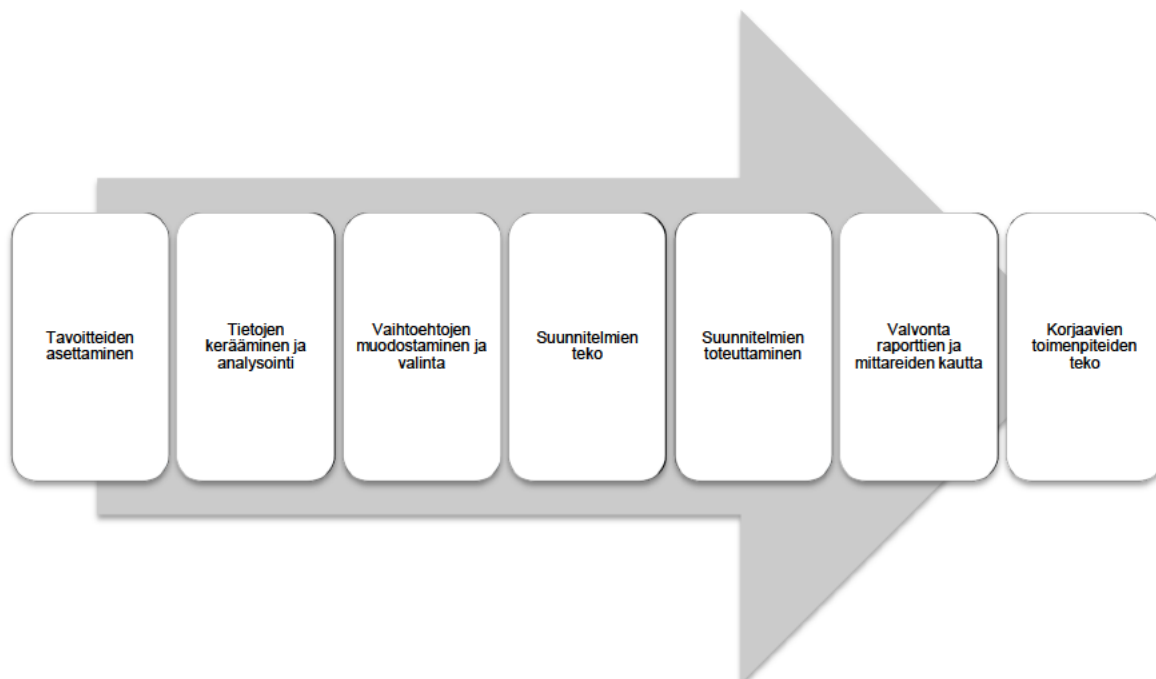 Tavoitteiden
asettaminen
Tietojen
kerääminen ja
analysointi
Vaihtoehtojen
muodostaminen ja
valinta
Suunnitelmien
teko
Suunnitelmien
toteuttaminen
Valvonta
raporttien ja
mittareiden kautta
Korjaavien
toimenpiteiden
teko